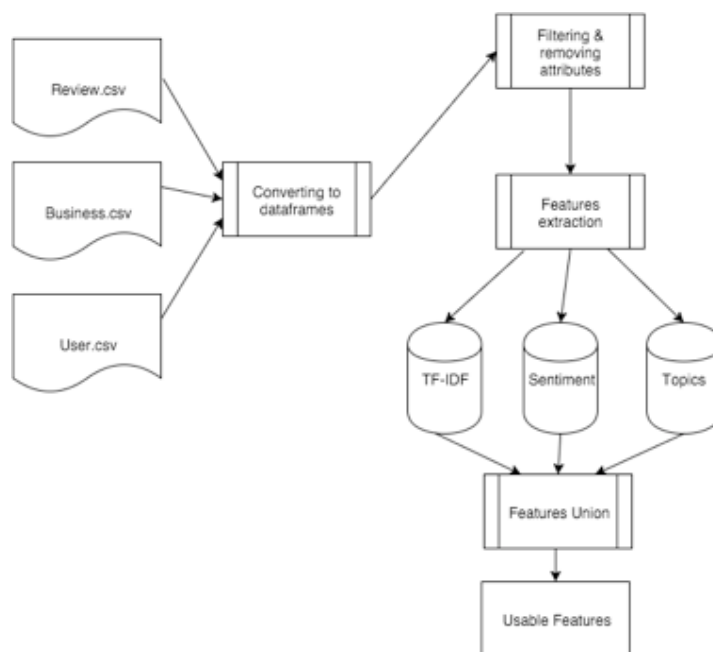 Review.csv
Business.csv
User.csv
Converting to
dataframes
Filtering &
removing
attributes
Features
extraction
TF-IDF
Sentiment
Topics
Features Union
Usable Features